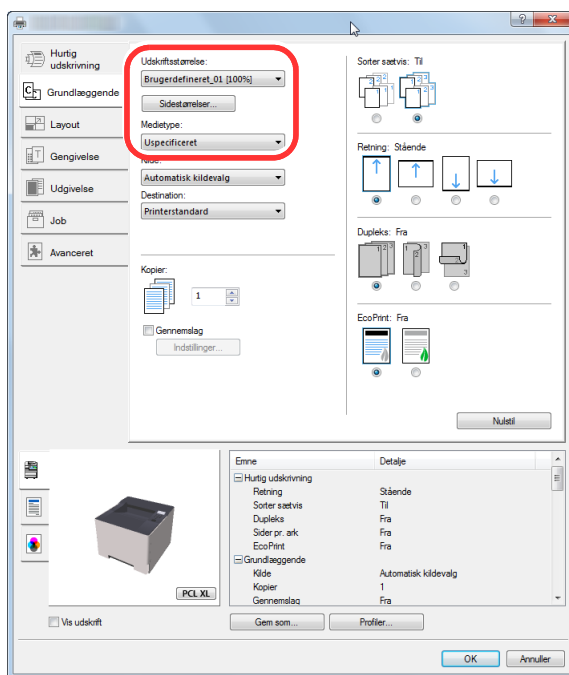 Hurtig
udskrivning
Grundlæggende
Layout
Gengivelse
Udgivelse
Job
Avanceret
Udskriftsstørrelse:
Brugerdefineret_01 [100%]
Sidestørrelser...
Medietype:
Uspecificeret
Kilde:
Automatisk kildevalg
Destination:
Printerstandard
Kopier:
1
Gennemslag
Indstillinger...
Sorter sætvis: Til
Retning: Stående
Dupleks: Fra
EcoPrint: Fra
Nulstil
PCL XL
Vis udskrift
Emne Detalje
Hurtig udskrivning
Retning Stående
Sorter sætvis Til
Dupleks Fra
Sider pr. ark Fra
EcoPrint Fra
Grundlæggende
Kilde Automatisk kildevalg
Kopier 1
Gennemslag Fra
Gem som... Profiler...
OK Annuller